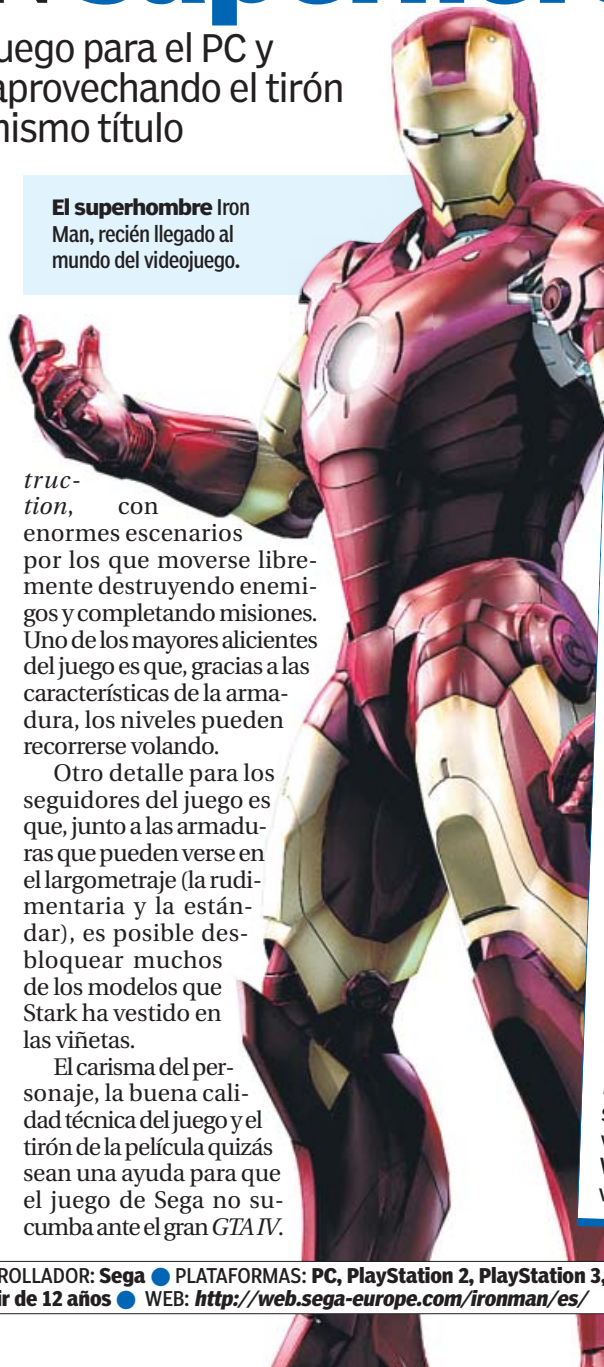 uego para el PC y
aprovechando el tirón
mismo título
El superhombre Iron
Man, recién llegado al
mundo del videojuego.
truc-
tion, con
enormes escenarios
por los que moverse libre-
mente destruyendo enemi-
gos y completando misiones.
Uno de los mayores alicientes
del juego es que, gracias a las
características de la arma-
dura, los niveles pueden
recorrerse volando.
Otro detalle para los
seguidores del juego es
que, junto a las armadu-
ras que pueden verse en
el largometraje (la rudi-
mentaria y la están-
dar), es posible des-
bloquear muchos
de los modelos que
Stark ha vestido en
las viñetas.
El carisma del per-
sonaje, la buena cali-
dad técnica del juego y el
tirón de la película quizás
sean una ayuda para que
el juego de Sega no su-
cumba ante el gran GTA IV.
ROLLADOR: Sega ● PLATAFORMAS: PC, PlayStation 2, PlayStation 3,
ir de 12 años ● WEB: http://web.sega-europe.com/ironman/es/